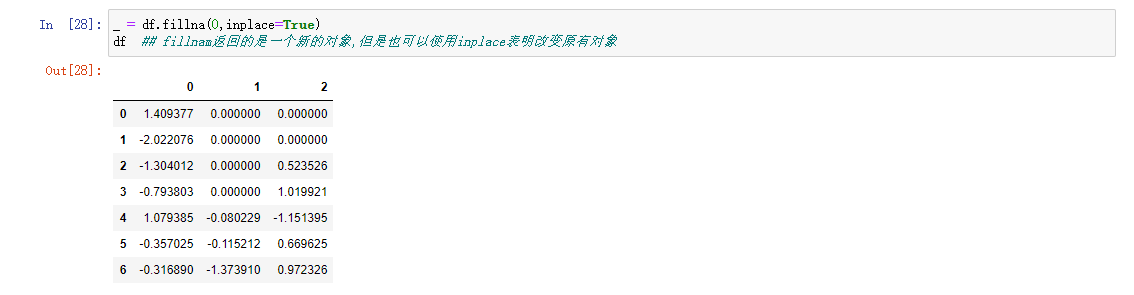 In [28]: _ = df.fillna(0,inplace=True)
df ## fillnam返回的是一个新的对象,但是也可以使用inplace表明改变原有对象
Out[28]:
0 1 2
0 1.409377 0.000000 0.000000
1 -2.022076 0.000000 0.000000
2 -1.304012 0.000000 0.523526
3 -0.793803 0.000000 1.019921
4 1.079385 -0.080229 -1.151395
5 -0.357025 -0.115212 0.669625
6 -0.316890 -1.373910 0.972326